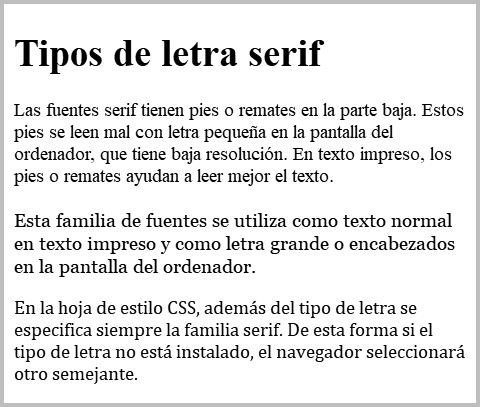 Tipos de letra serif
Las fuentes serif tienen pies o remates en la parte baja. Estos
pies se leen mal con letra pequeña en la pantalla del
ordenador, que tiene baja resolución. En texto impreso, los
pies o remates ayudan a leer mejor el texto.
Esta familia de fuentes se utiliza como texto normal
en texto impreso y como letra grande o encabezados
en la pantalla del ordenador.
En la hoja de estilo CSS, además del tipo de letra se
especifica siempre la familia serif. De esta forma si el
tipo de letra no está instalado, el navegador seleccionará
otro semejante.